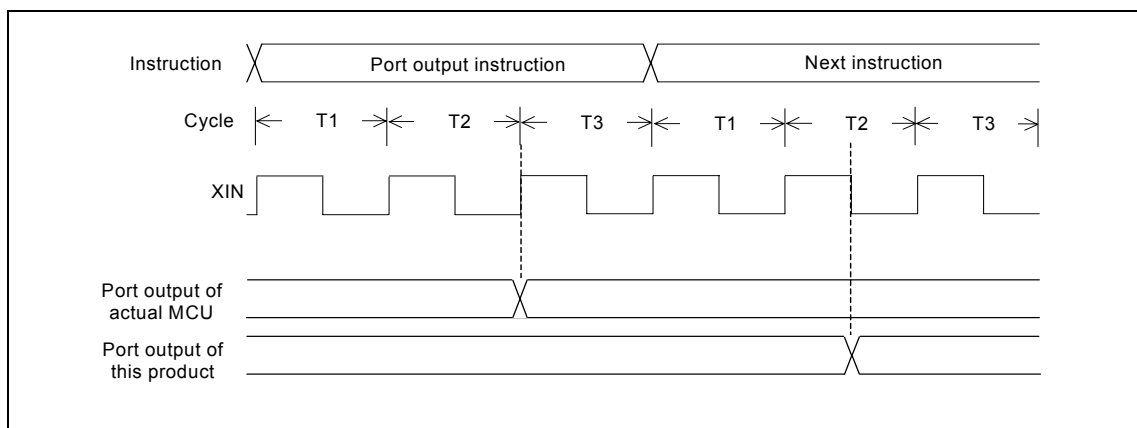 Instruction
Port output instruction
Next instruction
Cycle
T1
T2
T3
T1
T2
T3
XIN
Port output of
actual MCU
Port output of
this product